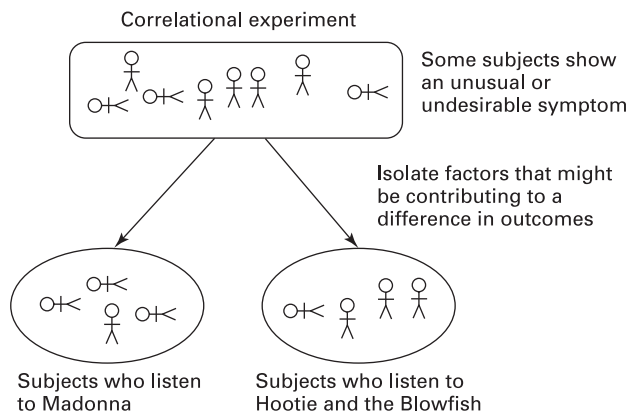 Correlational experiment
Some subjects show
an unusual or
undesirable symptom
Isolate factors that might
be contributing to a
difference in outcomes
Subjects who listen
to Madonna
Subjects who listen to
Hootie and the Blowfish